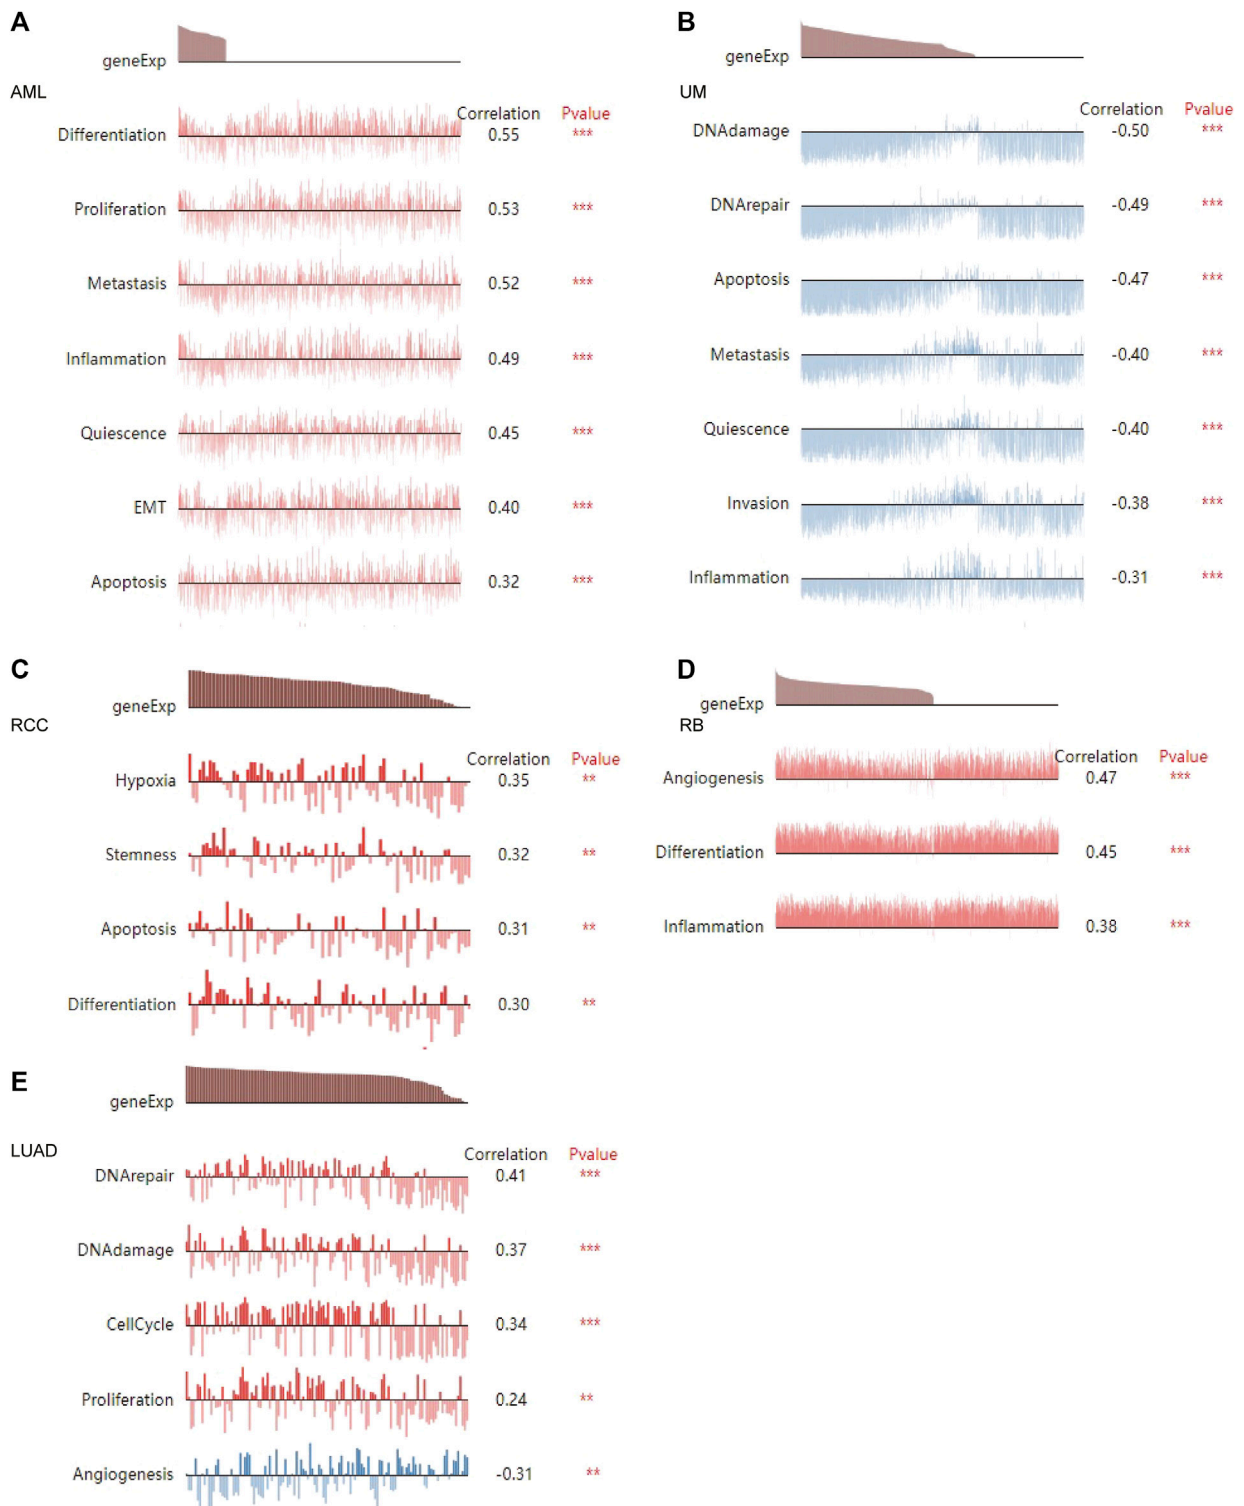 A
geneExp
AML
Correlation Pvalue
Differentiation 0.55 ***
Proliferation 0.53 ***
Metastasis 0.52 ***
Inflammation 0.49 ***
Quiescence 0.45 ***
EMT 0.40 ***
Apoptosis 0.32 ***
B
geneExp
UM
Correlation Pvalue
DNAdamage -0.50 ***
DNArepair -0.49 ***
Apoptosis -0.47 ***
Metastasis -0.40 ***
Quiescence -0.40 ***
Invasion -0.38 ***
Inflammation -0.31 ***
C
geneExp
RCC
Correlation Pvalue
Hypoxia 0.35 **
Stemness 0.32 **
Apoptosis 0.31 **
Differentiation 0.30 **
D
geneExp
RB
Correlation Pvalue
Angiogenesis 0.47 ***
Differentiation 0.45 ***
Inflammation 0.38 ***
E
geneExp
LUAD
Correlation Pvalue
DNArepair 0.41 ***
DNAdamage 0.37 ***
CellCycle 0.34 ***
Proliferation 0.24 **
Angiogenesis -0.31 **